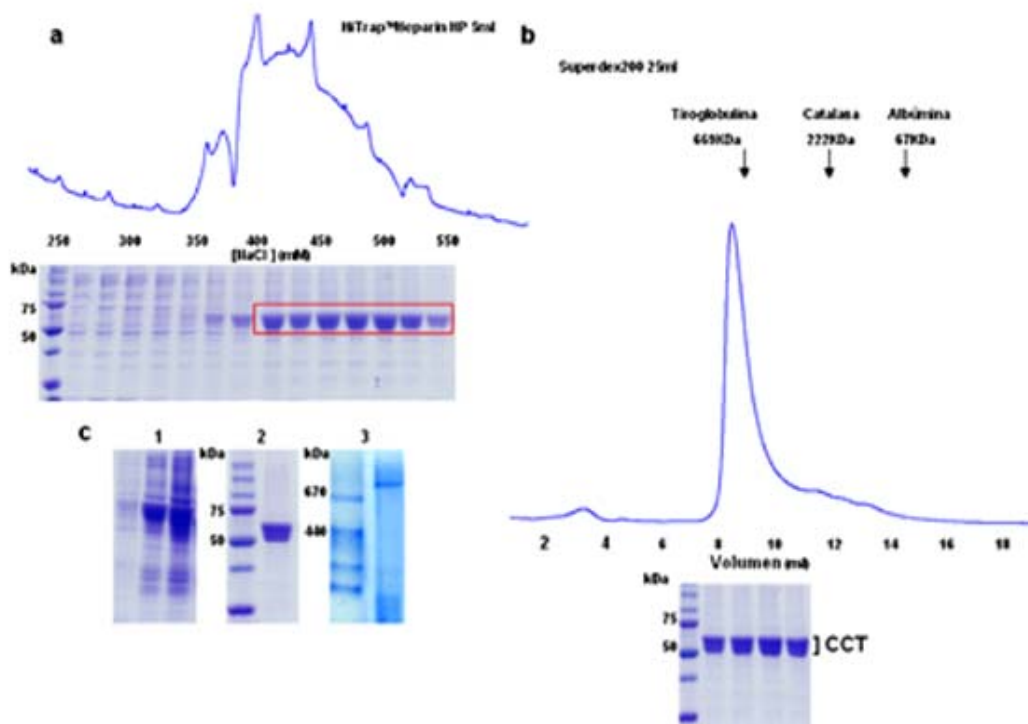 a
HiTrap™Heparin HP 5ml
250 300 350 400 450 500 550
[NaCl] (mM)
kDa
75
50
b
Superdex200 25ml
Tiroglobulina Catalasa Albúmina
669KDa 222KDa 67KDa
2 4 6 8 10 12 14 16 18
Volumen (ml)
kDa
75
50
] CCT
c
1 2 3
kDa kDa
75 670
50 440